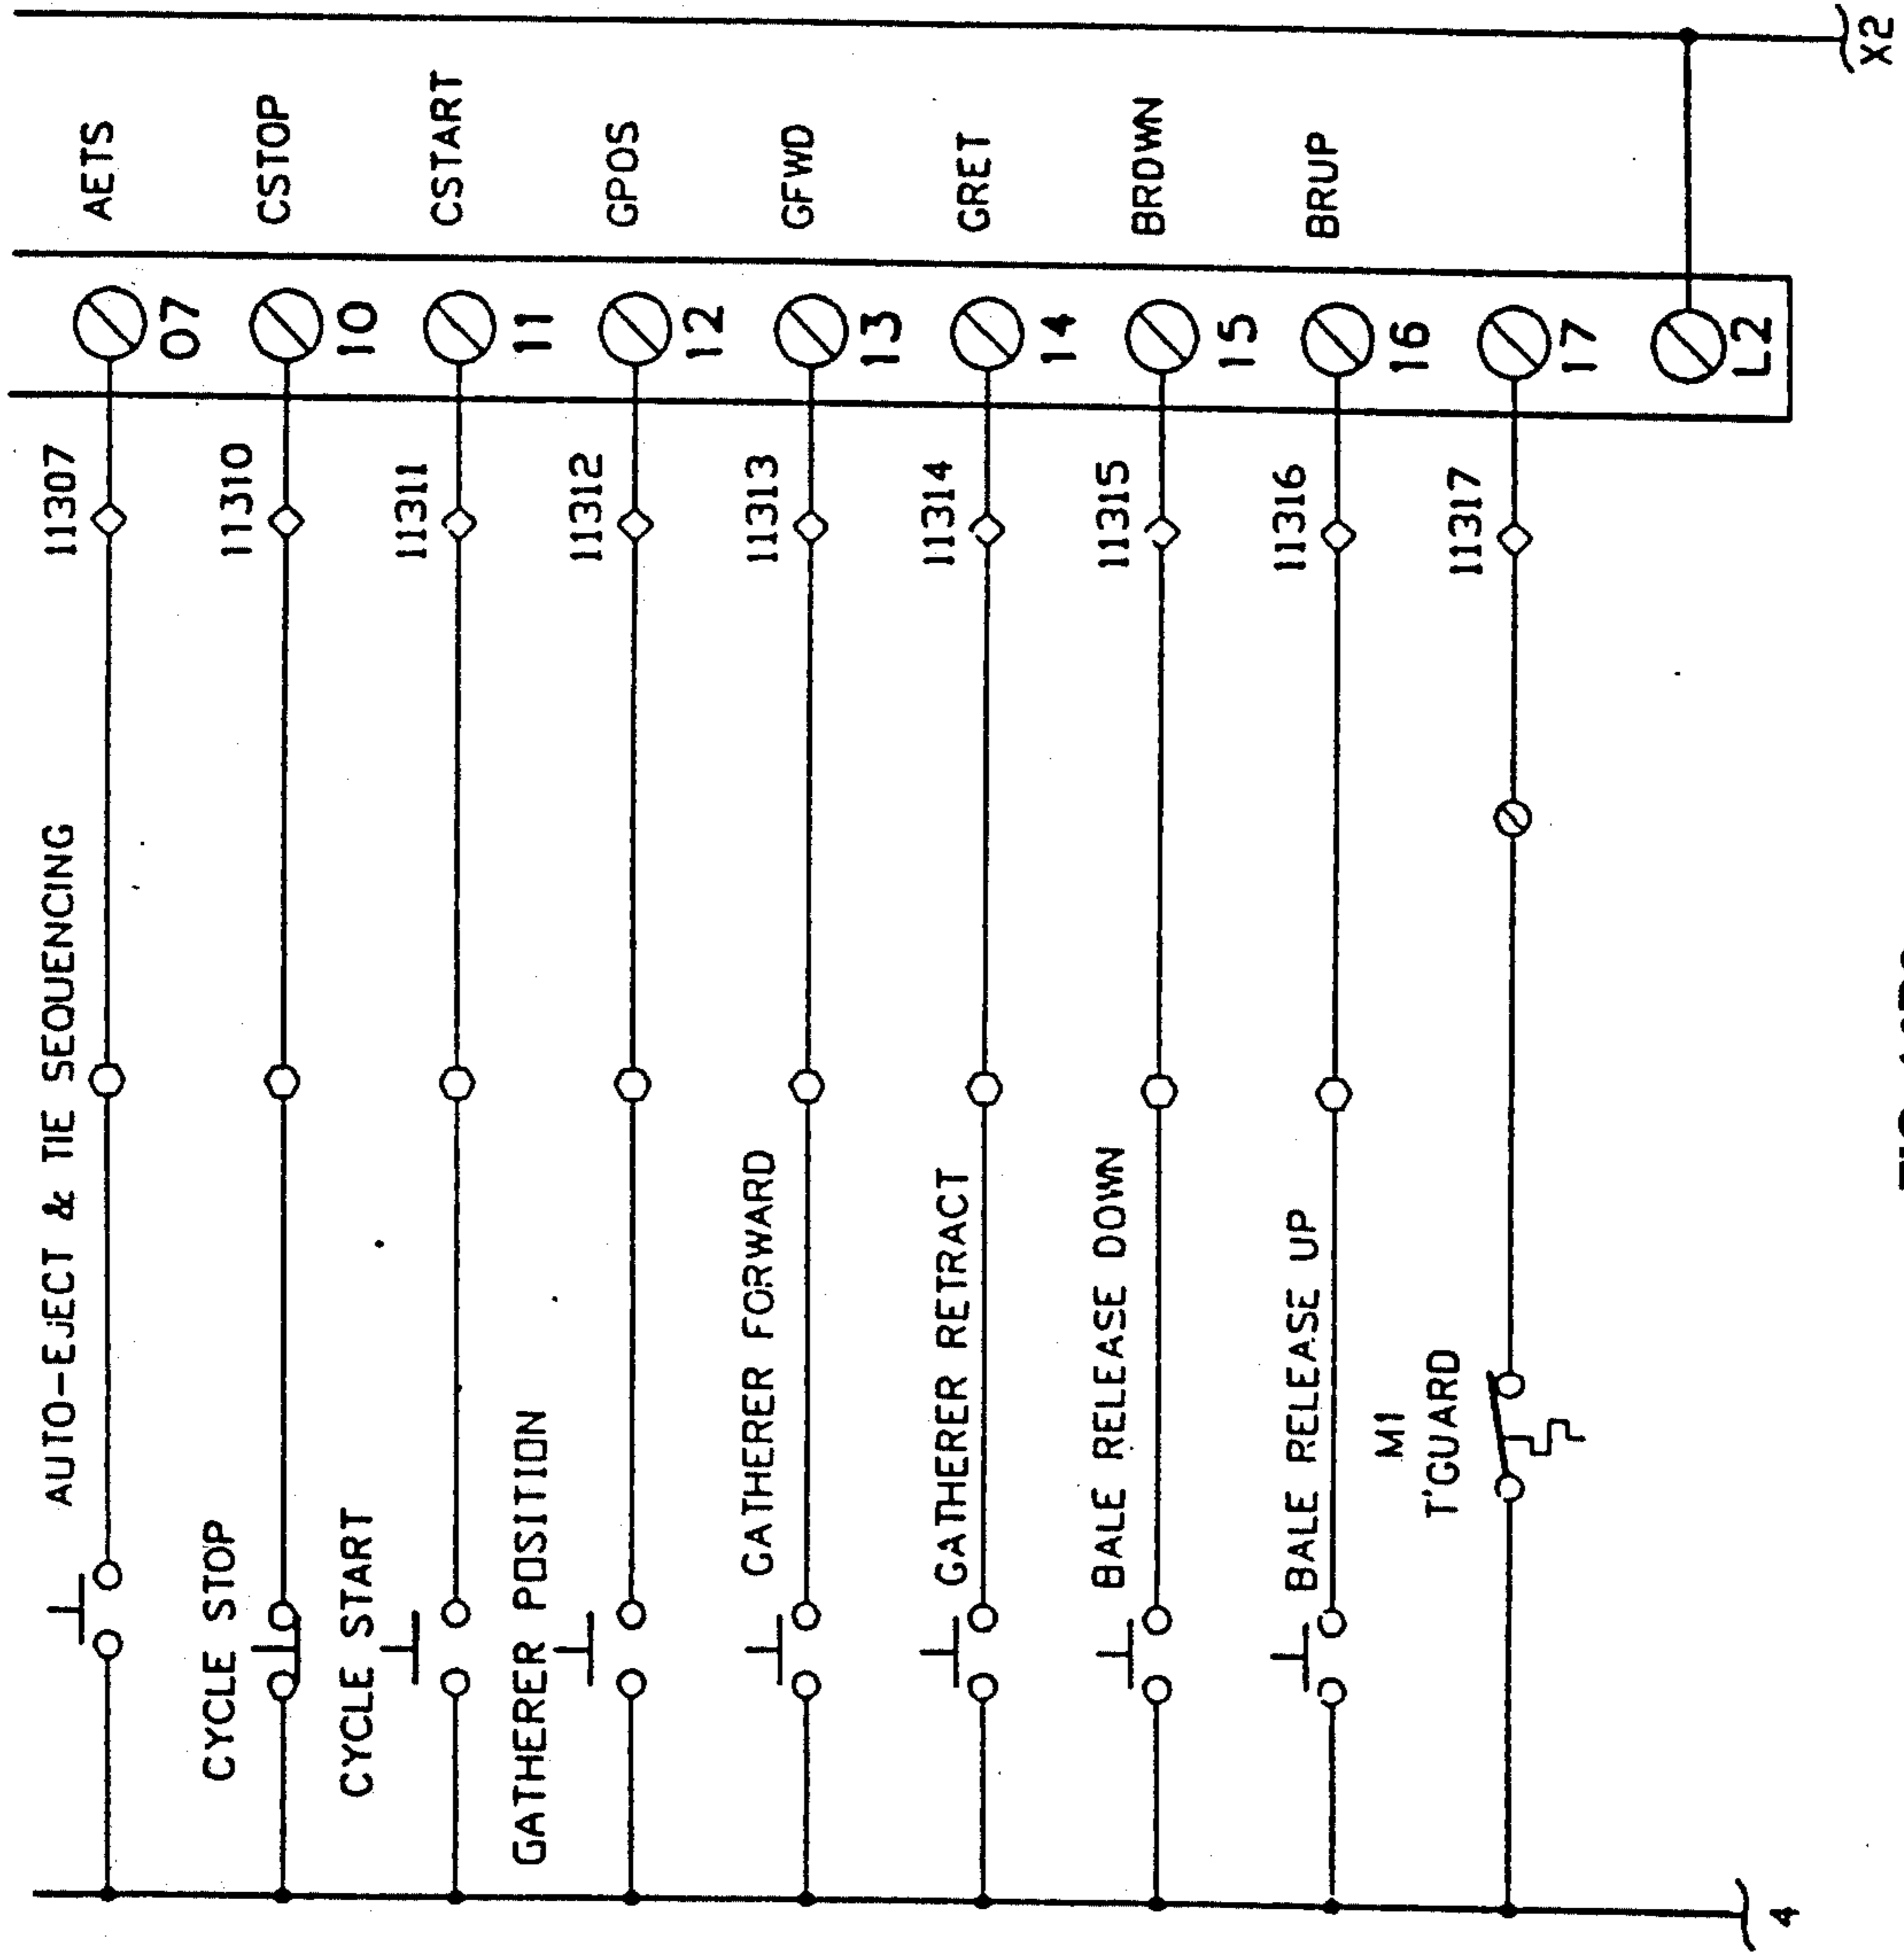 AUTO-EJECT & TIE SEQUENCING
11307
07
AETS
CYCLE STOP
11310
10
CSTOP
CYCLE START
11311
11
CSTART
GATHERER POSITION
11312
12
GPOS
GATHERER FORWARD
11313
13
GFWD
GATHERER RETRACT
11314
14
GRET
BALE RELEASE DOWN
11315
15
BRDWN
BALE RELEASE UP
11316
16
BRUP
M1
T'GUARD
11317
17
L2
4
X2